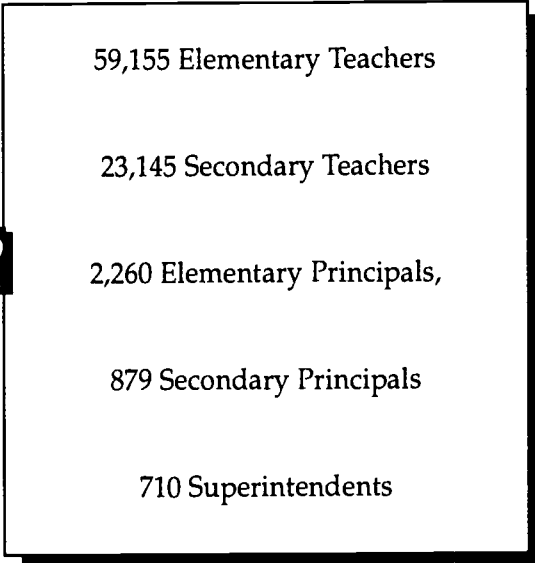 59,155 Elementary Teachers
23,145 Secondary Teachers
2,260 Elementary Principals,
879 Secondary Principals
710 Superintendents